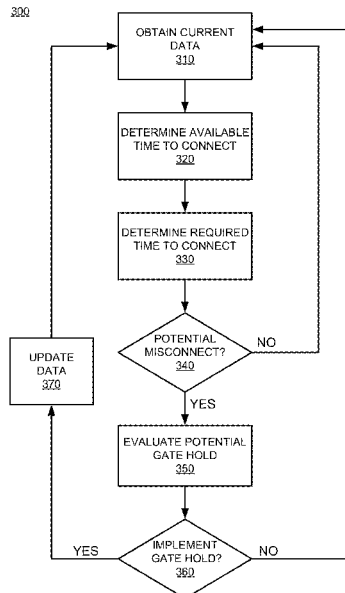 300
OBTAIN CURRENT
DATA
310
DETERMINE AVAILABLE
TIME TO CONNECT
320
DETERMINE REQUIRED
TIME TO CONNECT
330
POTENTIAL
MISCONNECT?
340
NO
UPDATE
DATA
370
YES
EVALUATE POTENTIAL
GATE HOLD
350
YES
IMPLEMENT
GATE HOLD?
360
NO